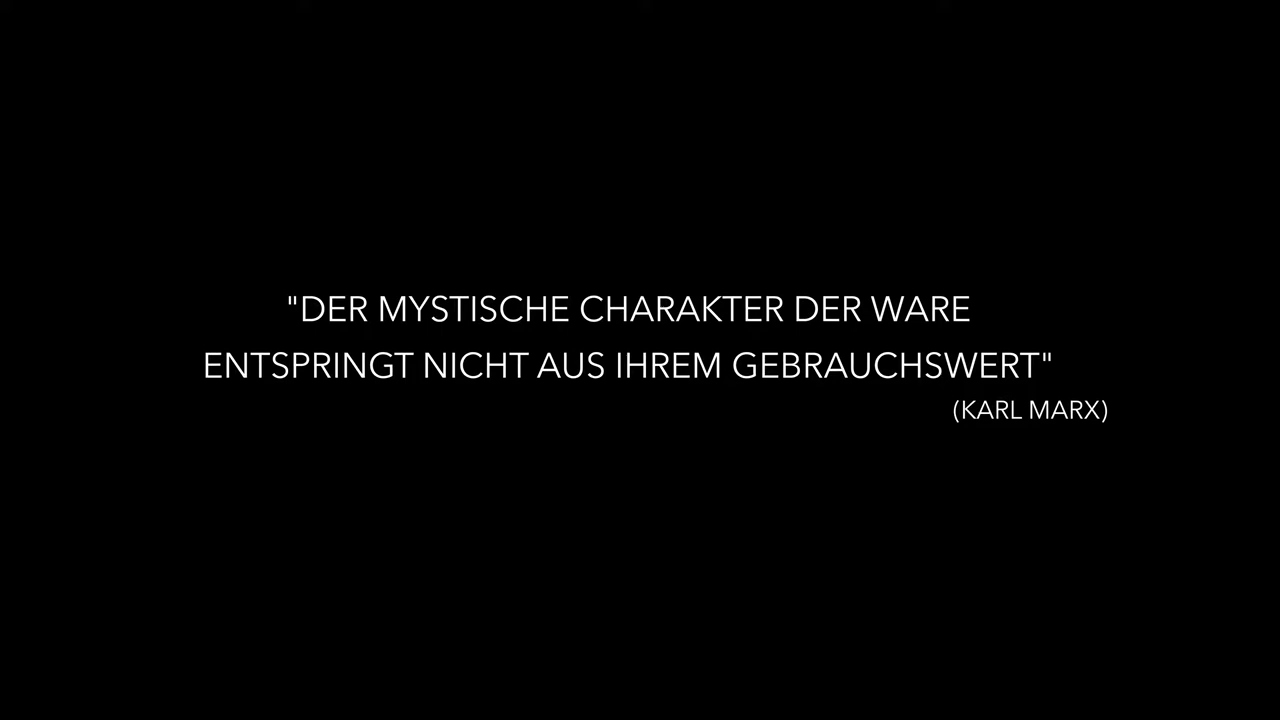 "DER MYSTISCHE CHARAKTER DER WARE
ENTSPRINGT NICHT AUS IHREM GEBRAUCHSWERT"
(KARL MARX)